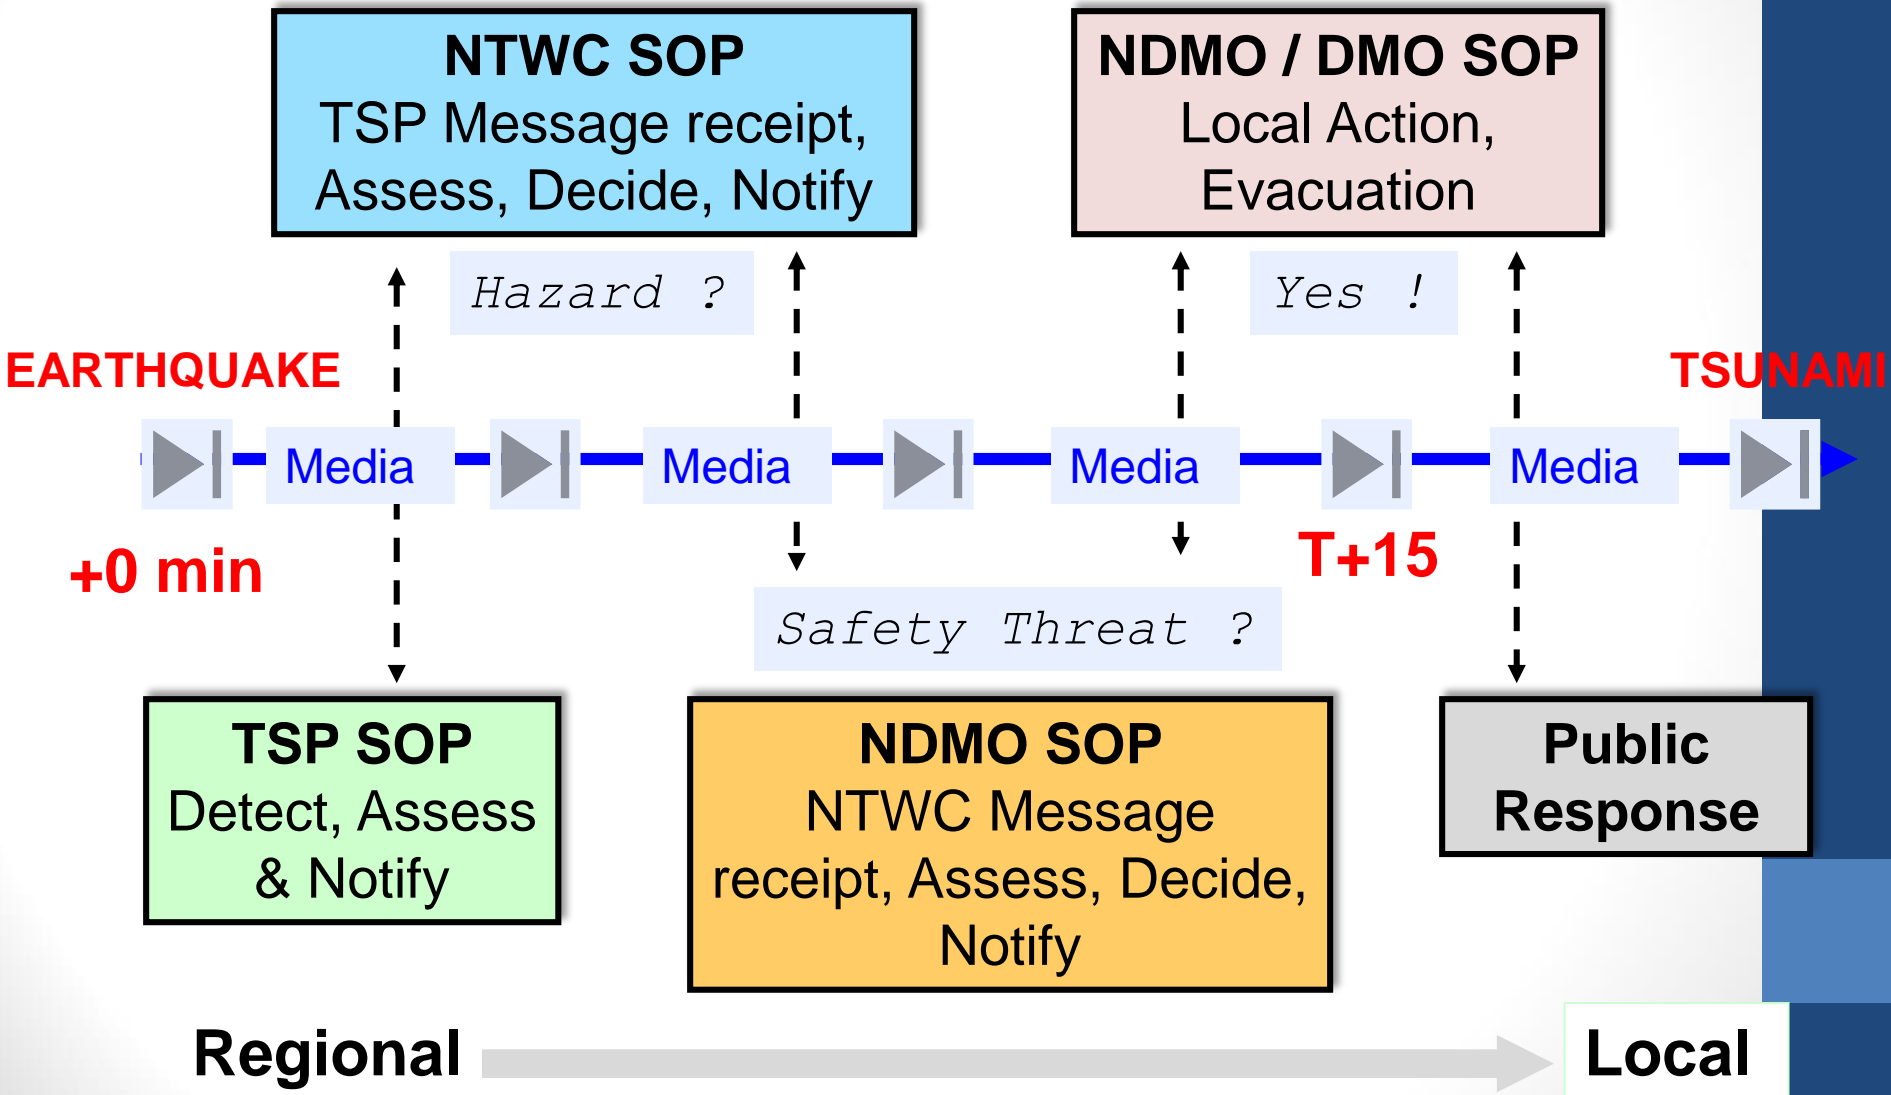 NTWC SOP
TSP Message receipt,
Assess, Decide, Notify
NDMO / DMO SOP
Local Action,
Evacuation
Hazard ?
Yes !
EARTHQUAKE
TSUNAMI
Media
Media
Media
Media
+0 min
T+15
Safety Threat ?
TSP SOP
Detect, Assess
& Notify
NDMO SOP
NTWC Message
receipt, Assess, Decide,
Notify
Public
Response
Regional
Local